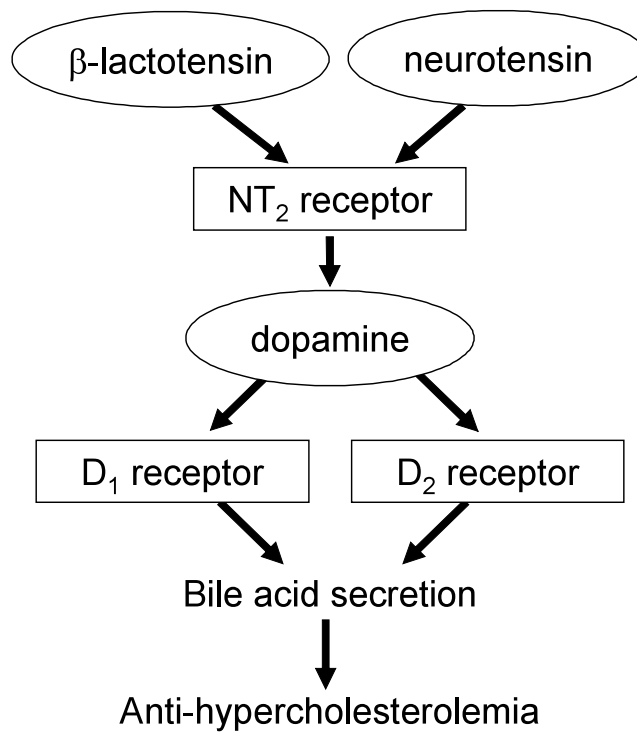 β-lactotensin
neurotensin
NT₂ receptor
dopamine
D₁ receptor
D₂ receptor
Bile acid secretion
Anti-hypercholesterolemia